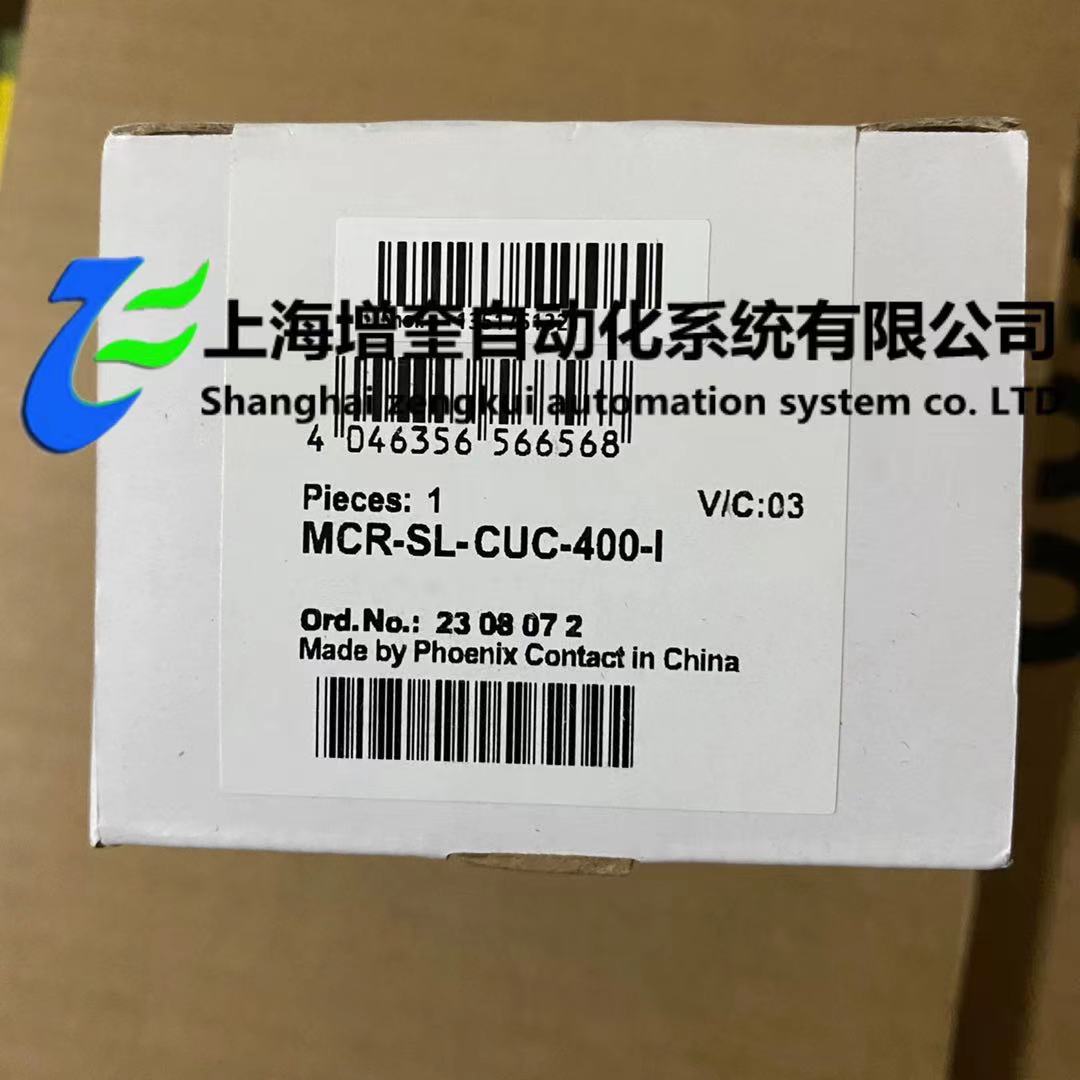 上海增奎自动化系统有限公司
Shanghai zengkui automation system co. LTD
4 046356 566568
Pieces: 1 V/C:03
MCR-SL-CUC-400-I
Ord.No.: 23 08 07 2
Made by Phoenix Contact in China